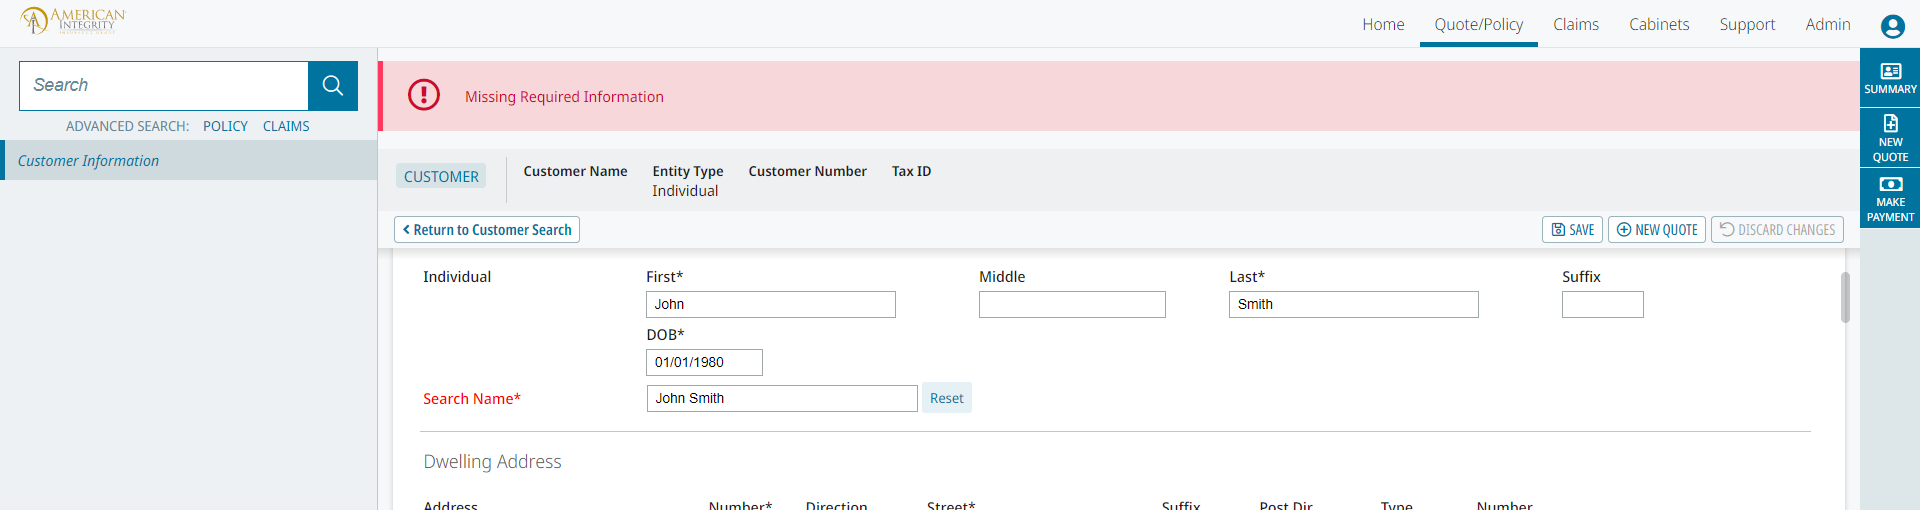 AMERICAN
INTEGRITY
Home Quote/Policy Claims Cabinets Support Admin
Search
ADVANCED SEARCH: POLICY CLAIMS
Customer Information
Missing Required Information
SUMMARY
NEW
QUOTE
MAKE
PAYMENT
CUSTOMER
Customer Name Entity Type Customer Number Tax ID
Individual
Return to Customer Search
SAVE NEW QUOTE DISCARD CHANGES
Individual First* Middle Last* Suffix
John Smith
DOB*
01/01/1980
Search Name* John Smith Reset
Dwelling Address
Address Number* Direction Street* Suffix Post Dir Type Number